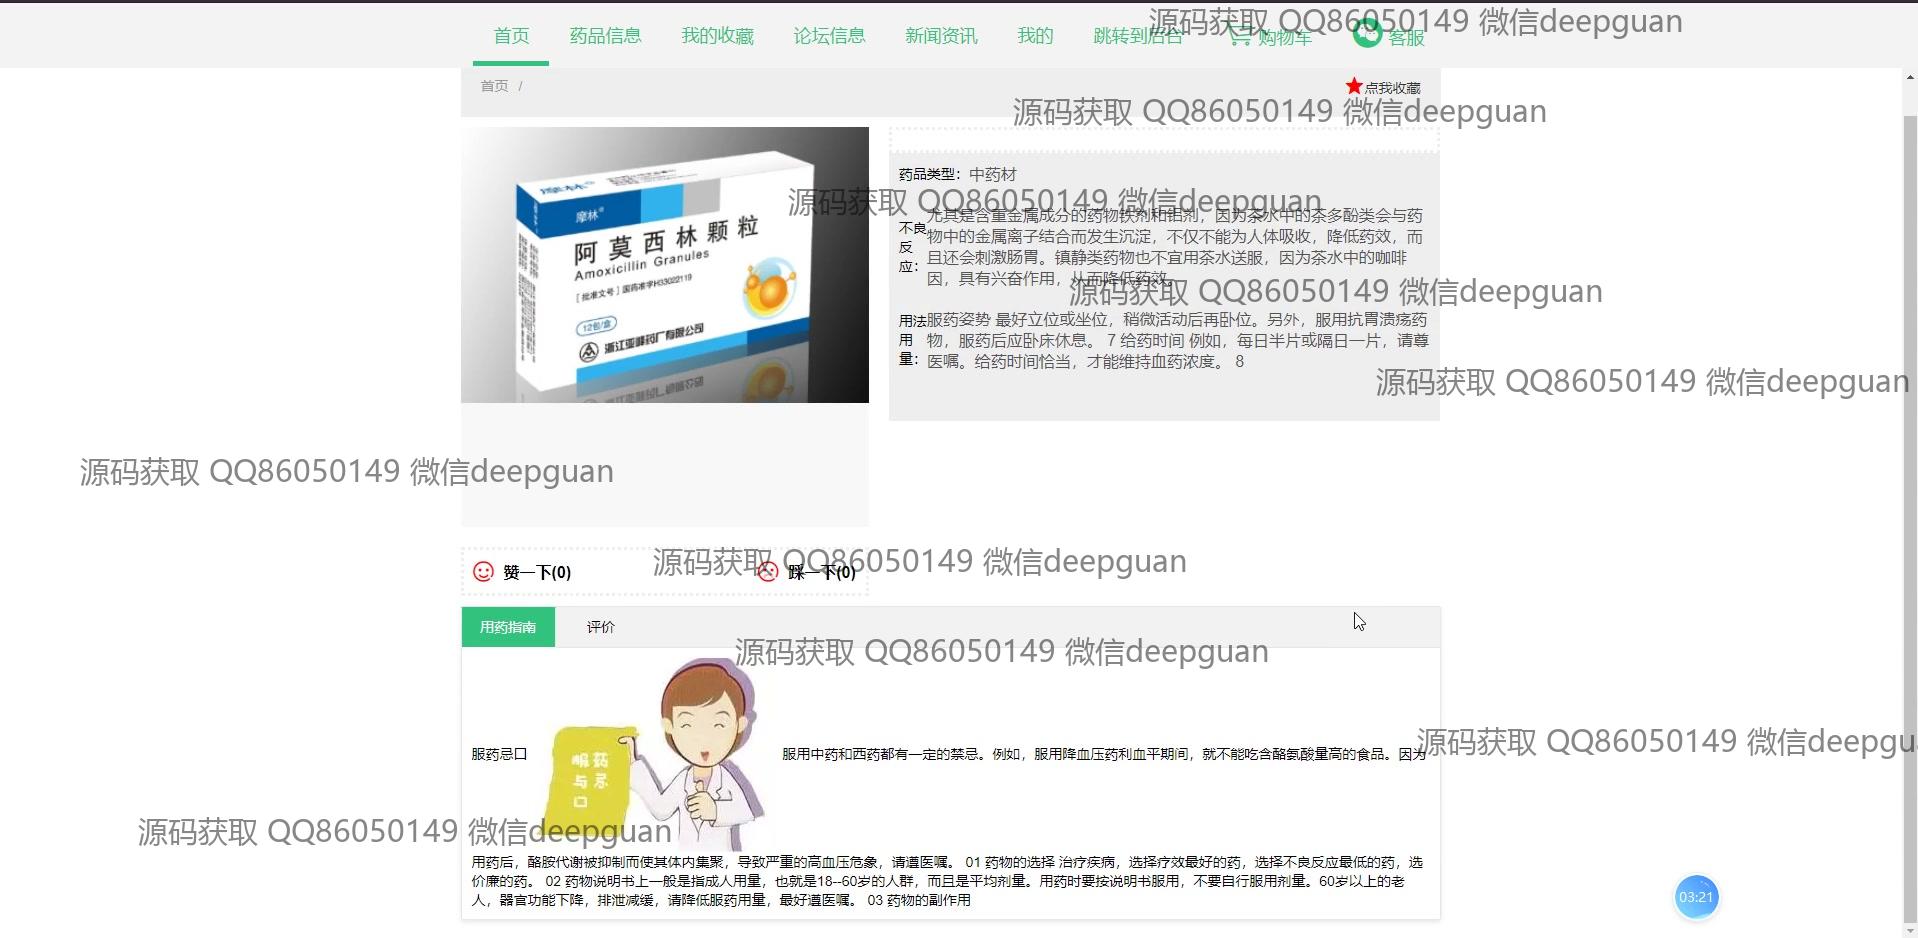 源码获取 QQ86050149 微信deepguan
首页 药品信息 我的收藏 论坛信息 新闻资讯 我的 跳转到后台 购物车 客服
首页 /
点我收藏
源码获取 QQ86050149 微信deepguan
摩林®
摩林®
阿莫西林颗粒
Amoxicillin Granules
[批准文号] 国药准字H33022119
12包/盒
浙江亚峰药厂有限公司
药品类型：中药材
源码获取 QQ86050149 微信deepguan
不良反应：
尤其是含重金属成分的药物铁剂和铝剂，因为茶水中的茶多酚类会与药
物中的金属离子结合而发生沉淀，不仅不能为人体吸收，降低药效，而
且还会刺激肠胃。镇静类药物也不宜用茶水送服，因为茶水中的咖啡
因，具有兴奋作用，从而降低药效。
源码获取 QQ86050149 微信deepguan
用法用量：
服药姿势 最好立位或坐位，稍微活动后再卧位。另外，服用抗胃溃疡药
物，服药后应卧床休息。 7 给药时间 例如，每日半片或隔日一片，请尊
医嘱。给药时间恰当，才能维持血药浓度。 8
源码获取 QQ86050149 微信deepguan
源码获取 QQ86050149 微信deepguan
赞一下(0) 踩一下(0)
源码获取 QQ86050149 微信deepguan
用药指南 评价
源码获取 QQ86050149 微信deepguan
服药
与忌
口
服药忌口 服用中药和西药都有一定的禁忌。例如，服用降血压药利血平期间，就不能吃含酪氨酸量高的食品。因为
源码获取 QQ86050149 微信deepgu
源码获取 QQ86050149 微信deepguan
用药后，酪胺代谢被抑制而使其体内集聚，导致严重的高血压危象，请遵医嘱。 01 药物的选择 治疗疾病，选择疗效最好的药，选择不良反应最低的药，选
价廉的药。 02 药物说明书上一般是指成人用量，也就是18--60岁的人群，而且是平均剂量。用药时要按说明书服用，不要自行服用剂量。60岁以上的老
人，器官功能下降，排泄减缓，请降低服药用量，最好遵医嘱。 03 药物的副作用
03:21